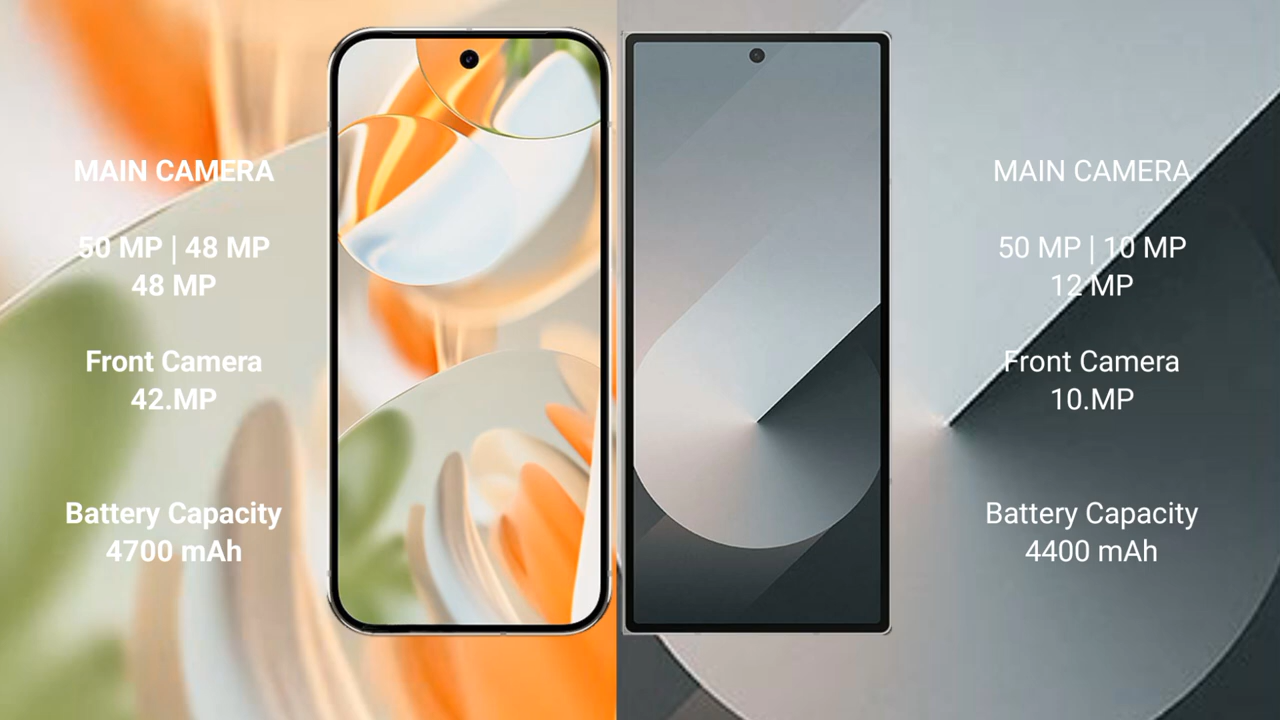 MAIN CAMERA
50 MP | 48 MP
48 MP
Front Camera
42.MP
Battery Capacity
4700 mAh
MAIN CAMERA
50 MP | 10 MP
12 MP
Front Camera
10.MP
Battery Capacity
4400 mAh